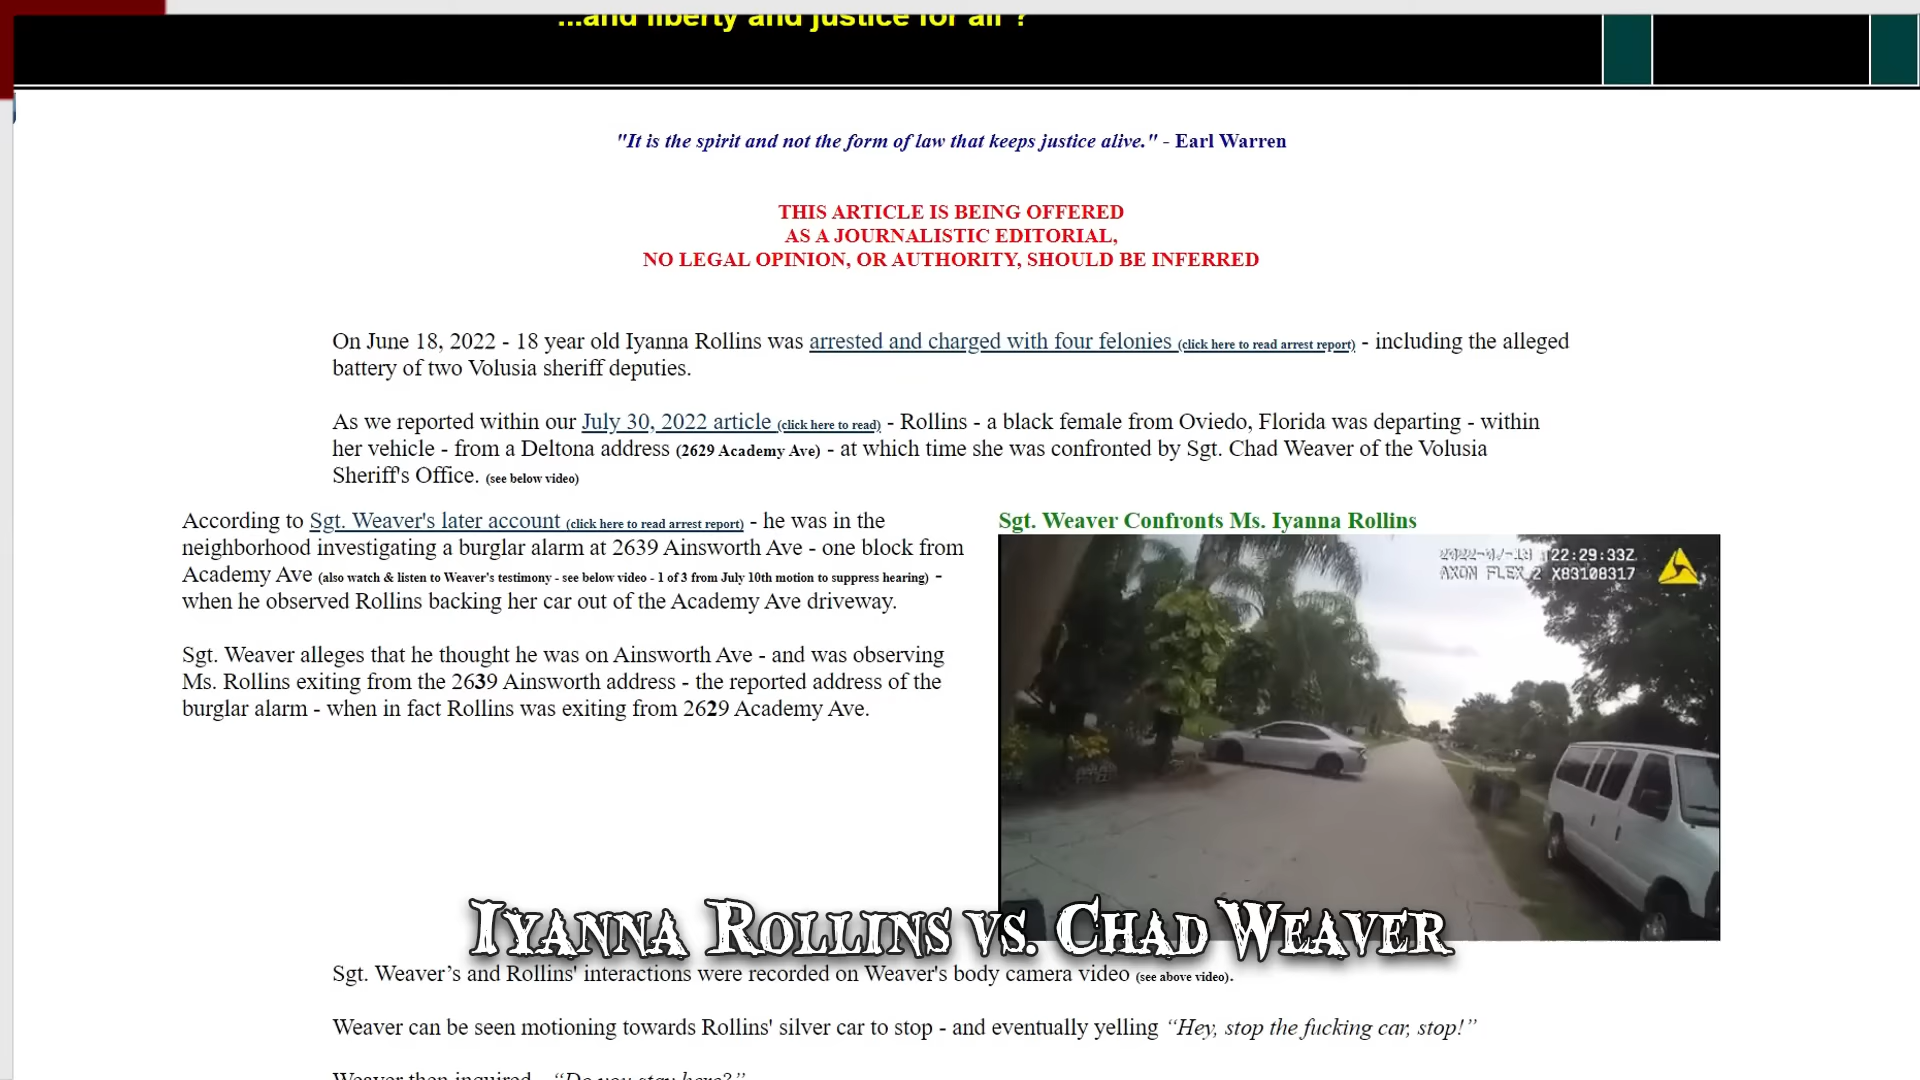 ...and liberty and justice for all ?
"It is the spirit and not the form of law that keeps justice alive." - Earl Warren
THIS ARTICLE IS BEING OFFERED
AS A JOURNALISTIC EDITORIAL,
NO LEGAL OPINION, OR AUTHORITY, SHOULD BE INFERRED
On June 18, 2022 - 18 year old Iyanna Rollins was arrested and charged with four felonies (click here to read arrest report) - including the alleged
battery of two Volusia sheriff deputies.
As we reported within our July 30, 2022 article (click here to read) - Rollins - a black female from Oviedo, Florida was departing - within
her vehicle - from a Deltona address (2629 Academy Ave) - at which time she was confronted by Sgt. Chad Weaver of the Volusia
Sheriff's Office. (see below video)
According to Sgt. Weaver's later account (click here to read arrest report) - he was in the
neighborhood investigating a burglar alarm at 2639 Ainsworth Ave - one block from
Academy Ave (also watch & listen to Weaver's testimony - see below video - 1 of 3 from July 10th motion to suppress hearing) -
when he observed Rollins backing her car out of the Academy Ave driveway.
Sgt. Weaver alleges that he thought he was on Ainsworth Ave - and was observing
Ms. Rollins exiting from the 2639 Ainsworth address - the reported address of the
burglar alarm - when in fact Rollins was exiting from 2629 Academy Ave.
Sgt. Weaver Confronts Ms. Iyanna Rollins
T22:29:33Z
AXON FLEX 2 X83108317
Iyanna Rollins vs. Chad Weaver
Sgt. Weaver’s and Rollins' interactions were recorded on Weaver's body camera video (see above video).
Weaver can be seen motioning towards Rollins' silver car to stop - and eventually yelling “Hey, stop the fucking car, stop!”
Weaver then inquired - “Do you stay here?”